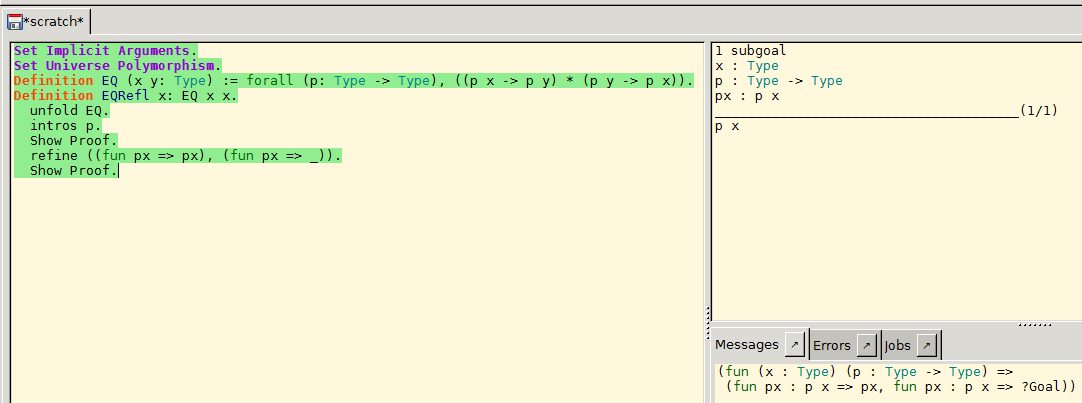 *scratch*
Set Implicit Arguments.
Set Universe Polymorphism.
Definition EQ (x y: Type) := forall (p: Type -> Type), ((p x -> p y) * (p y -> p x)).
Definition EQRefl x: EQ x x.
  unfold EQ.
  intros p.
  Show Proof.
  refine ((fun px => px), (fun px => _)).
  Show Proof.
1 subgoal
x : Type
p : Type -> Type
px : p x
______________________________________(1/1)
p x
Messages ↗ Errors ↗ Jobs ↗
(fun (x : Type) (p : Type -> Type) =>
 (fun px : p x => px, fun px : p x => ?Goal))